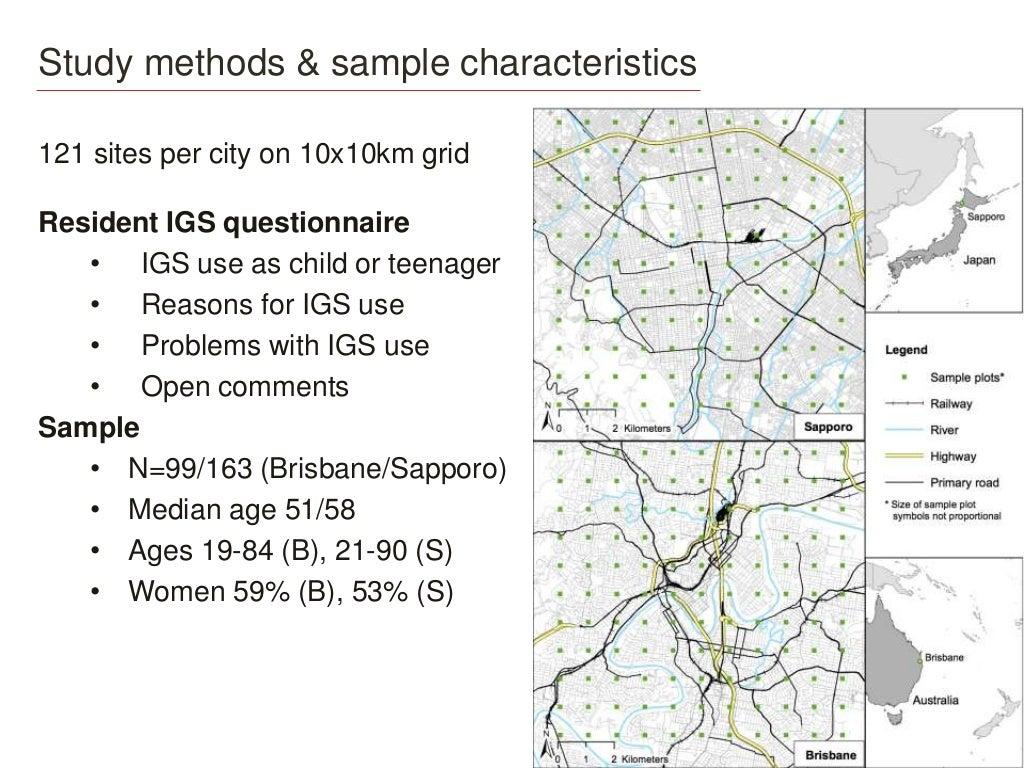 Study methods & sample characteristics
121 sites per city on 10x10km grid
Resident IGS questionnaire
• IGS use as child or teenager
• Reasons for IGS use
• Problems with IGS use
• Open comments
Sample
• N=99/163 (Brisbane/Sapporo)
• Median age 51/58
• Ages 19-84 (B), 21-90 (S)
• Women 59% (B), 53% (S)
N
0 1 2 Kilometers
Sapporo
N
0 1 2 Kilometers
Brisbane
Sapporo
Japan
Legend
Sample plots*
Railway
River
Highway
Primary road
* Size of sample plot
symbols not proportional
Brisbane
Australia